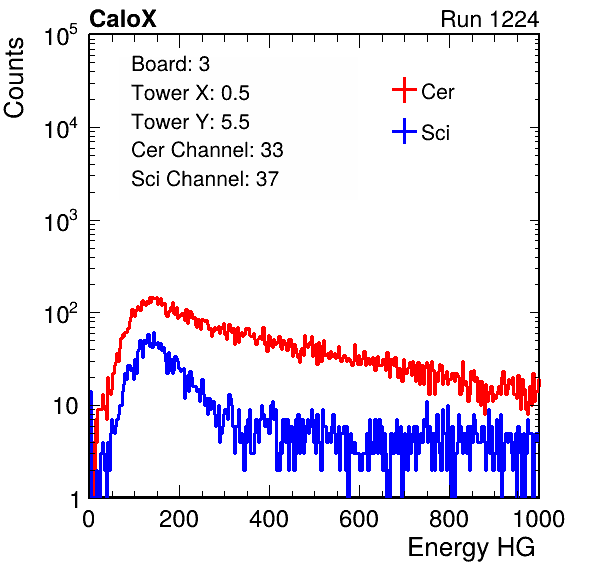 CaloX Run 1224
Counts
10^5
10^4
10^3
10^2
10
1
Board: 3
Tower X: 0.5
Tower Y: 5.5
Cer Channel: 33
Sci Channel: 37
Cer
Sci
0 200 400 600 800 1000
Energy HG